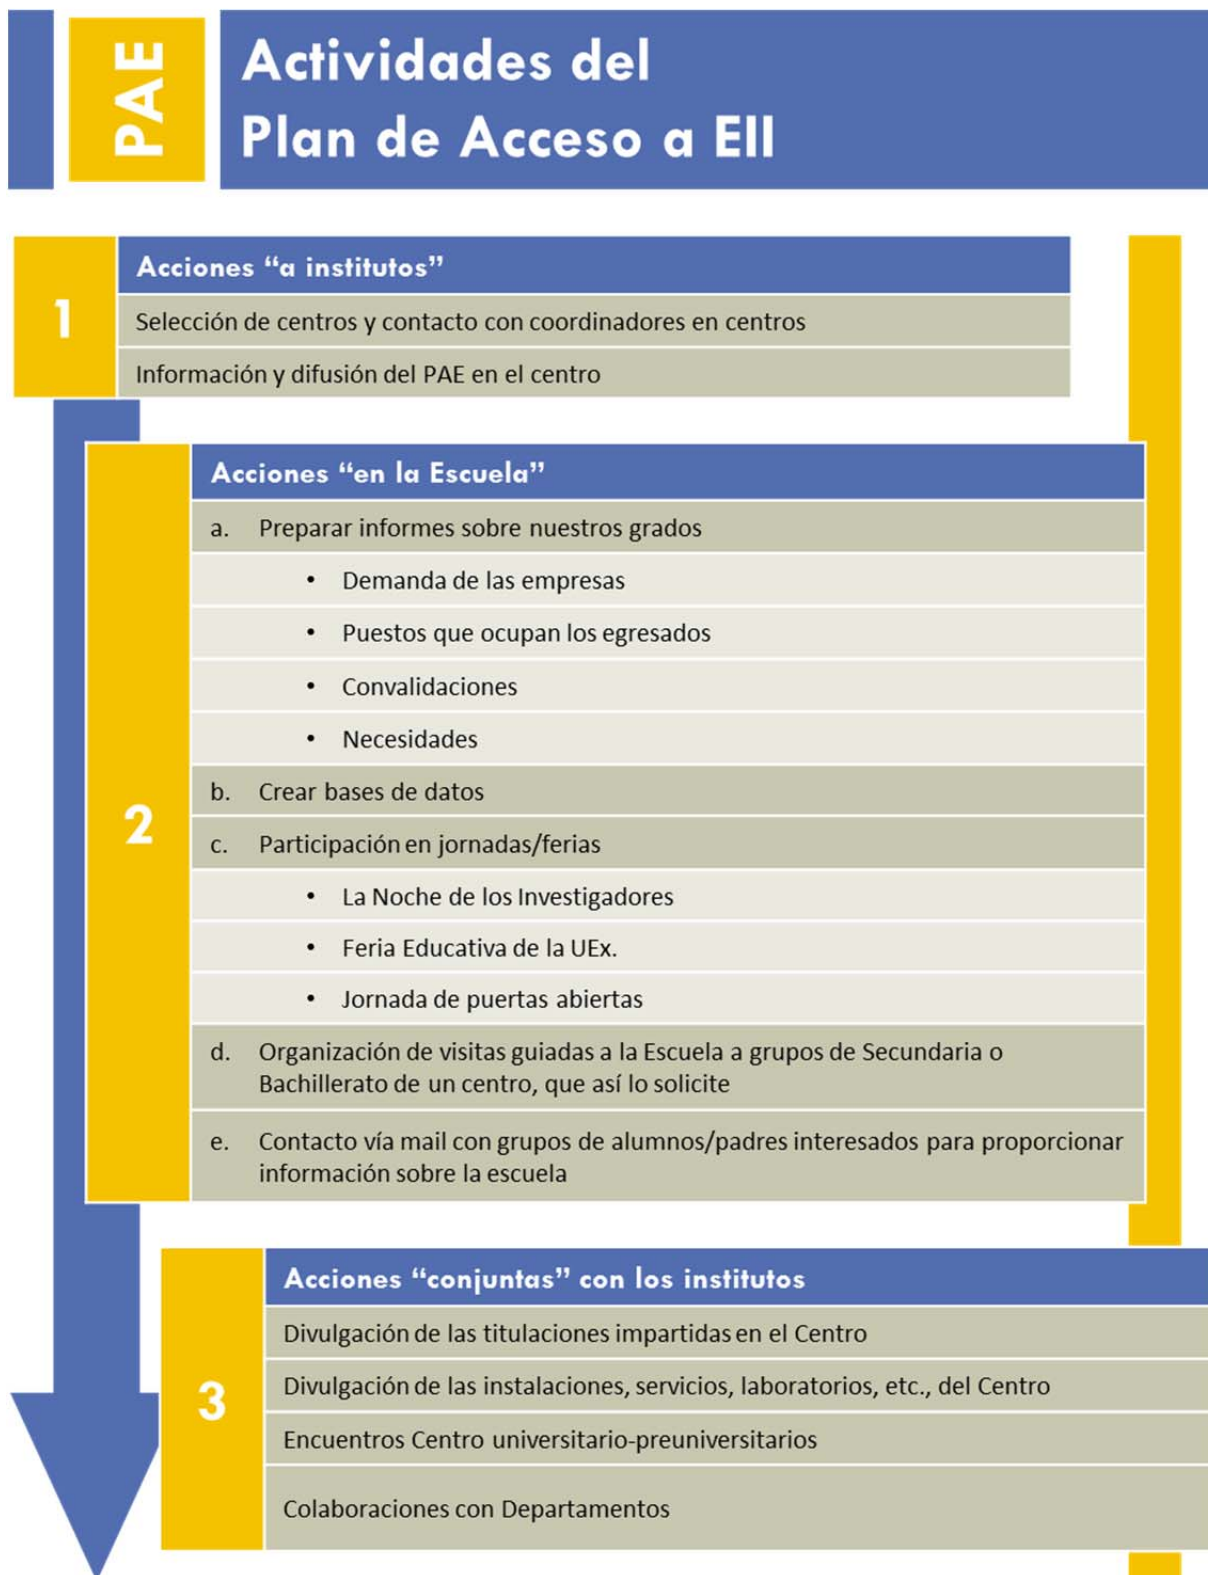 PAE
Actividades del
Plan de Acceso a EII
1
Acciones “a institutos”
Selección de centros y contacto con coordinadores en centros
Información y difusión del PAE en el centro
2
Acciones “en la Escuela”
a. Preparar informes sobre nuestros grados
• Demanda de las empresas
• Puestos que ocupan los egresados
• Convalidaciones
• Necesidades
b. Crear bases de datos
c. Participación en jornadas/ferias
• La Noche de los Investigadores
• Feria Educativa de la UEx.
• Jornada de puertas abiertas
d. Organización de visitas guiadas a la Escuela a grupos de Secundaria o
Bachillerato de un centro, que así lo solicite
e. Contacto vía mail con grupos de alumnos/padres interesados para proporcionar
información sobre la escuela
3
Acciones “conjuntas” con los institutos
Divulgación de las titulaciones impartidas en el Centro
Divulgación de las instalaciones, servicios, laboratorios, etc., del Centro
Encuentros Centro universitario-preuniversitarios
Colaboraciones con Departamentos